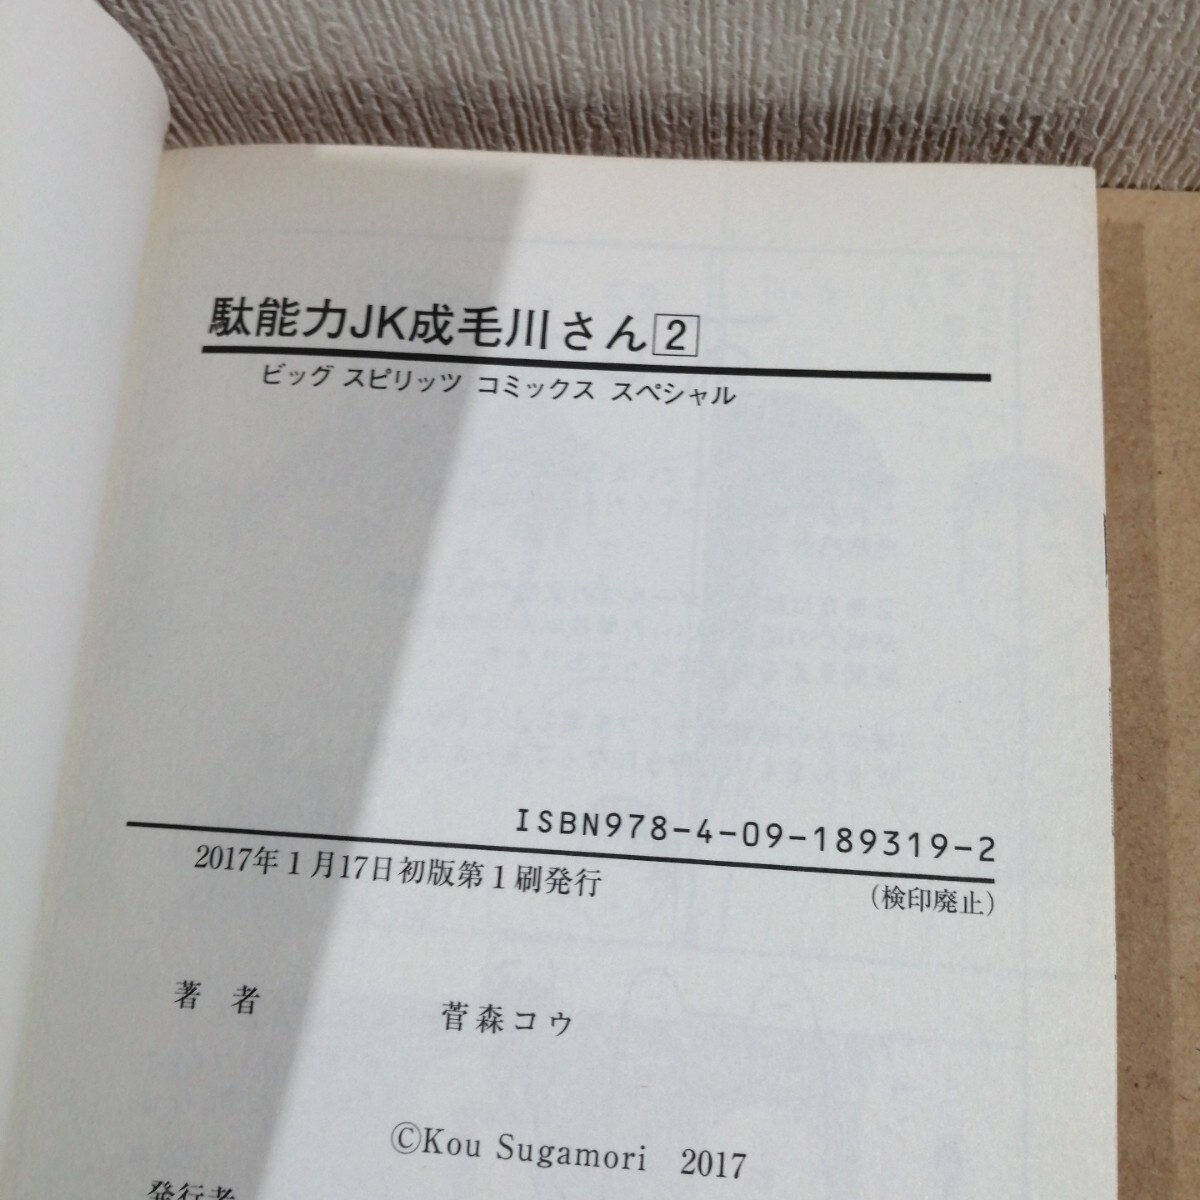 駄能力JK成毛川さん 2
ビッグ スピリッツ コミックス スペシャル
ISBN978-4-09-189319-2
2017年1月17日初版第1刷発行
(検印廃止)
著 者 菅森コウ
©Kou Sugamori 2017
発行者